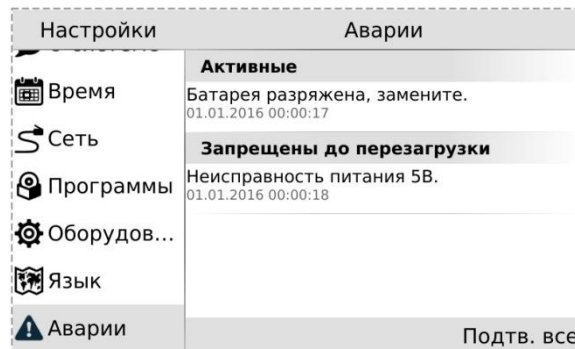 Настройки
Аварии
Время
Сеть
Программы
Оборудов...
Язык
Аварии
Активные
Батарея разряжена, замените.
01.01.2016 00:00:17
Запрещены до перезагрузки
Неисправность питания 5В.
01.01.2016 00:00:18
Подтв. все